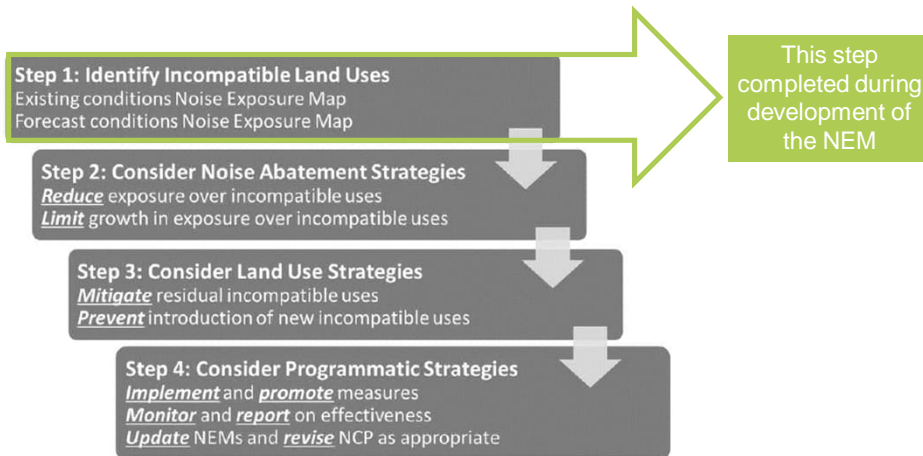 Step 1: Identify Incompatible Land Uses
Existing conditions Noise Exposure Map
Forecast conditions Noise Exposure Map
This step
completed during
development of
the NEM
Step 2: Consider Noise Abatement Strategies
Reduce exposure over incompatible uses
Limit growth in exposure over incompatible uses
Step 3: Consider Land Use Strategies
Mitigate residual incompatible uses
Prevent introduction of new incompatible uses
Step 4: Consider Programmatic Strategies
Implement and promote measures
Monitor and report on effectiveness
Update NEMs and revise NCP as appropriate